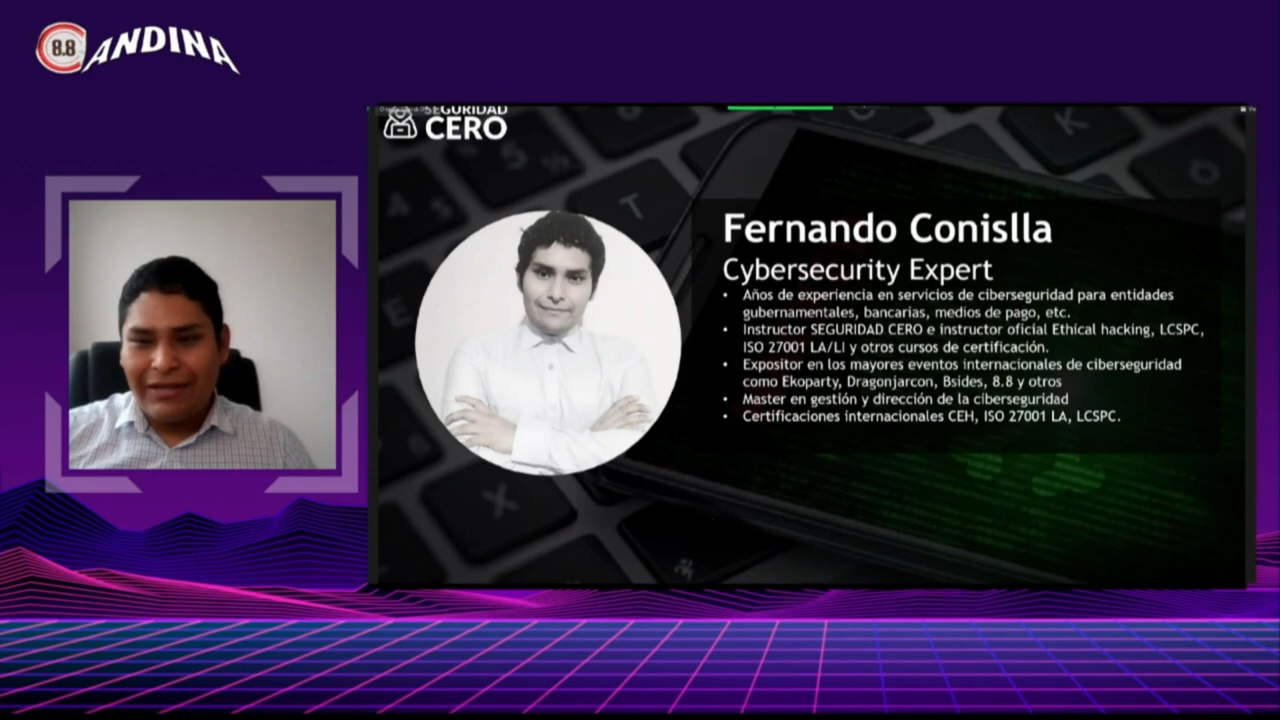 8.8 ANDINA
SEGURIDAD
CERO
Fernando Conislla
Cybersecurity Expert
• Años de experiencia en servicios de ciberseguridad para entidades
gubernamentales, bancarias, medios de pago, etc.
• Instructor SEGURIDAD CERO e instructor oficial Ethical hacking, LCSPC,
ISO 27001 LA/LI y otros cursos de certificación.
• Expositor en los mayores eventos internacionales de ciberseguridad
como Ekoparty, Dragonjarcon, Bsides, 8.8 y otros
• Master en gestión y dirección de la ciberseguridad
• Certificaciones internacionales CEH, ISO 27001 LA, LCSPC.